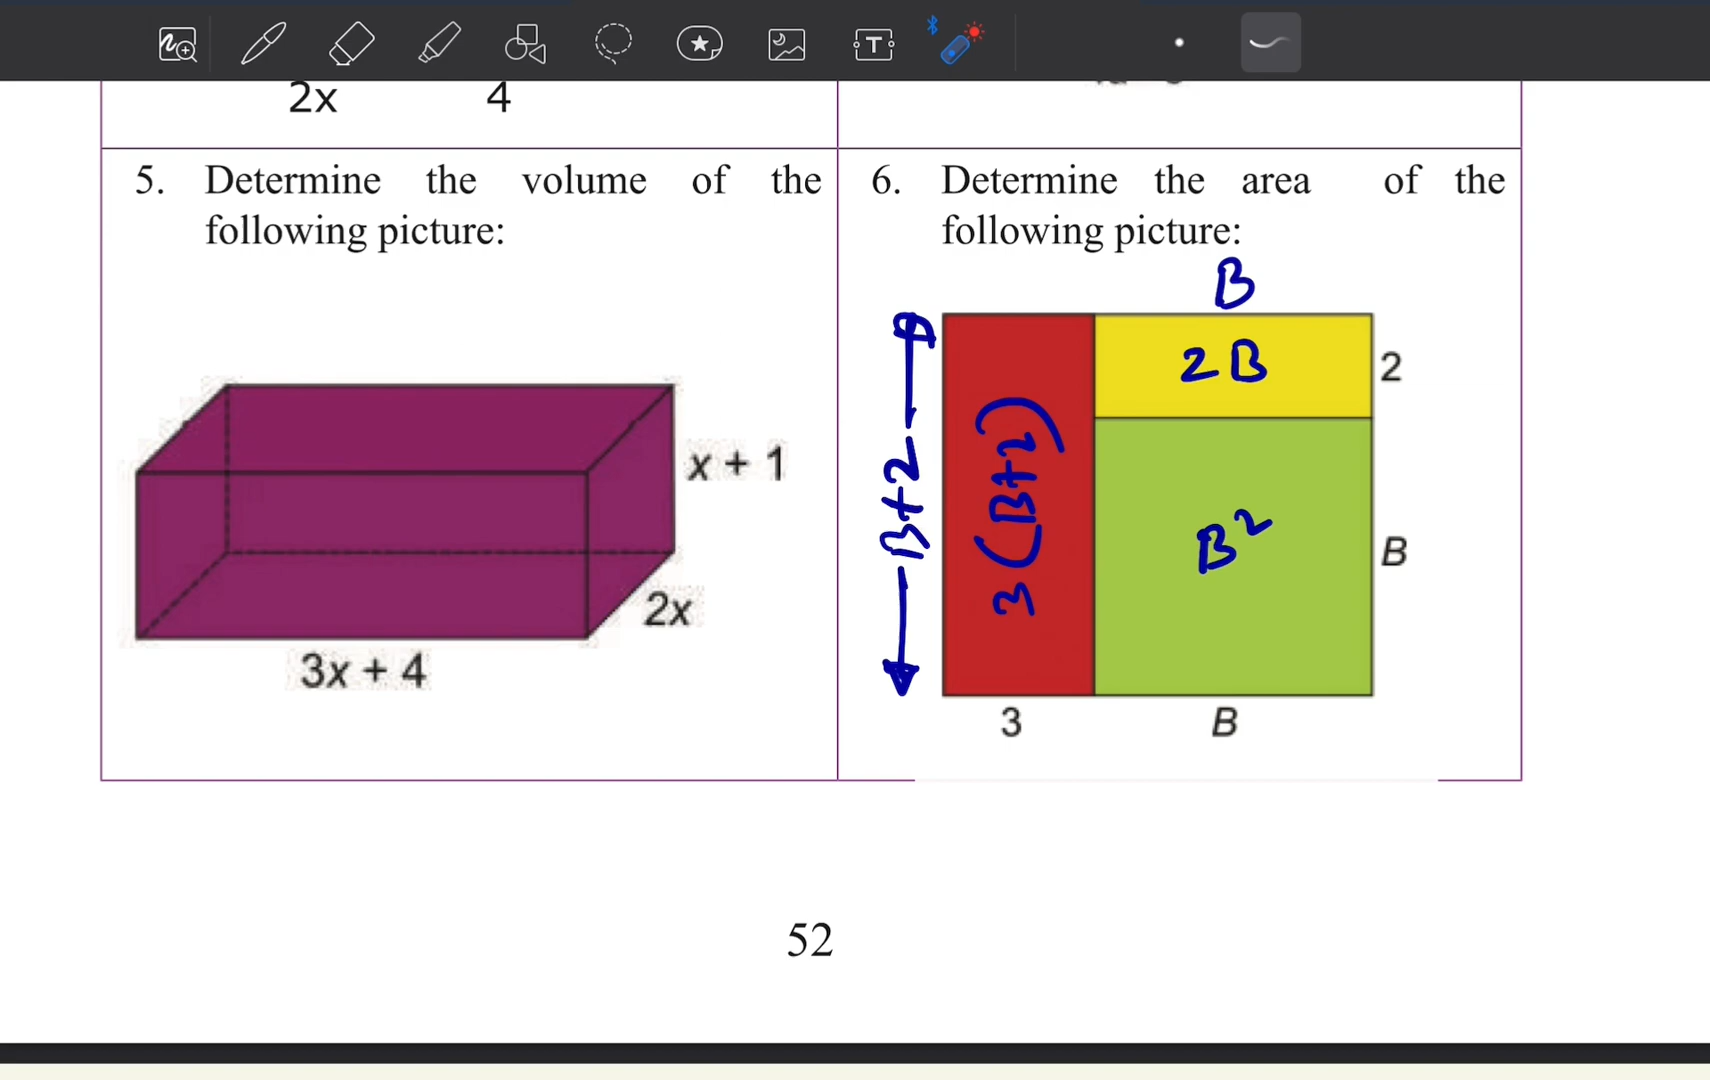 2x 4
5. Determine the volume of the
following picture:
x + 1
2x
3x + 4
6. Determine the area of the
following picture:
B
2B
2
B+2
3(B+2)
B²
B
3
B
52
T